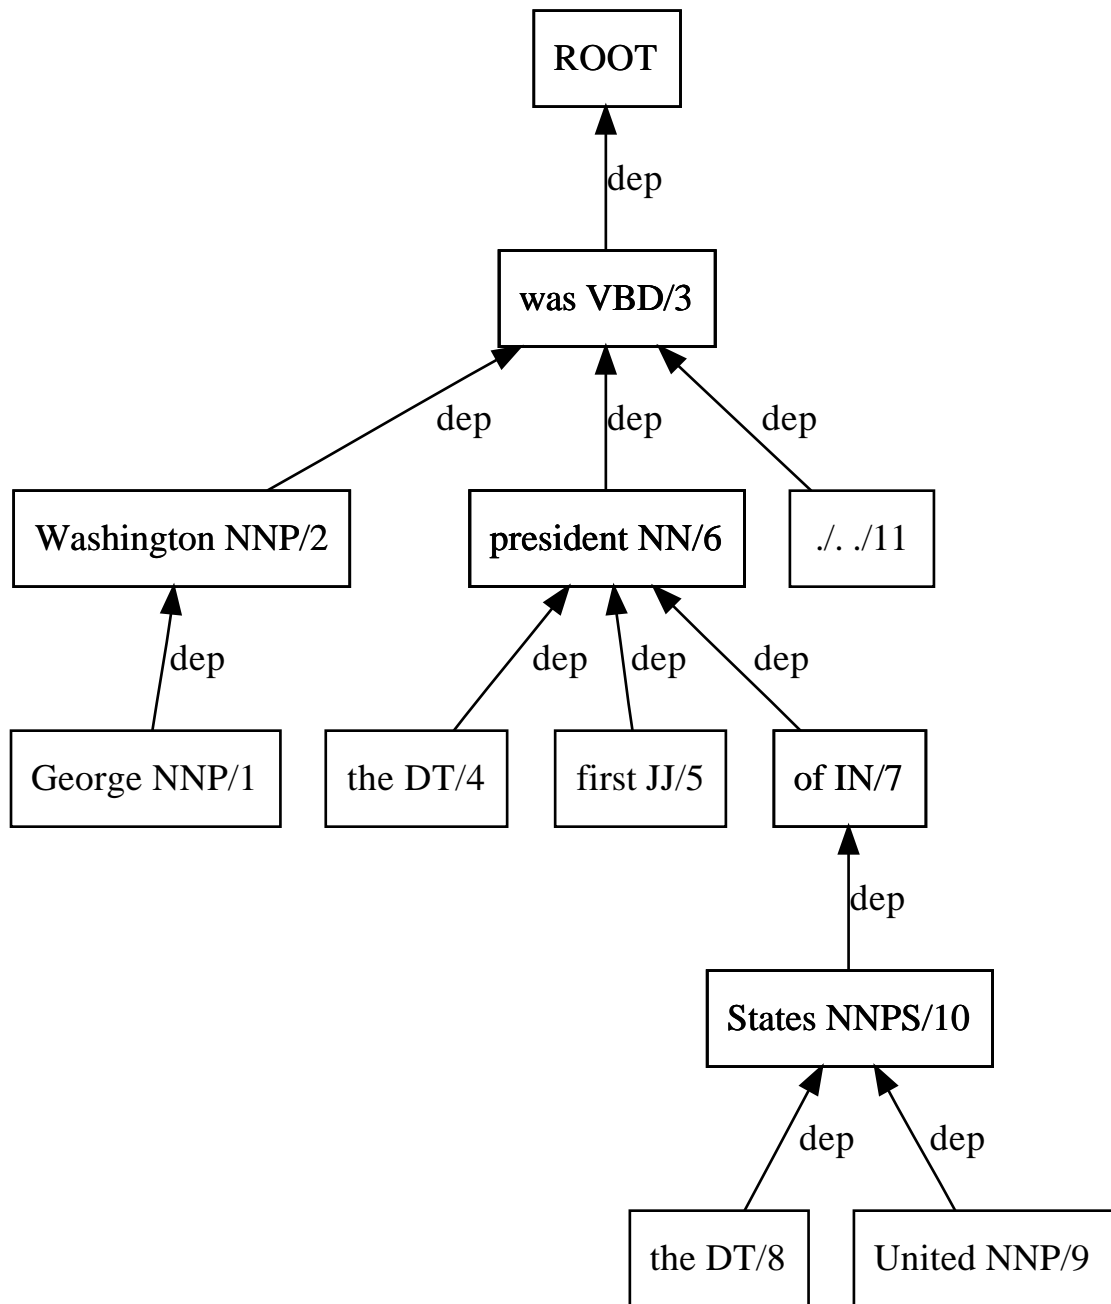 ROOT
dep
was VBD/3
dep dep dep
Washington NNP/2 president NN/6 ./. ./11
dep dep dep dep
George NNP/1 the DT/4 first JJ/5 of IN/7
dep
States NNPS/10
dep dep
the DT/8 United NNP/9